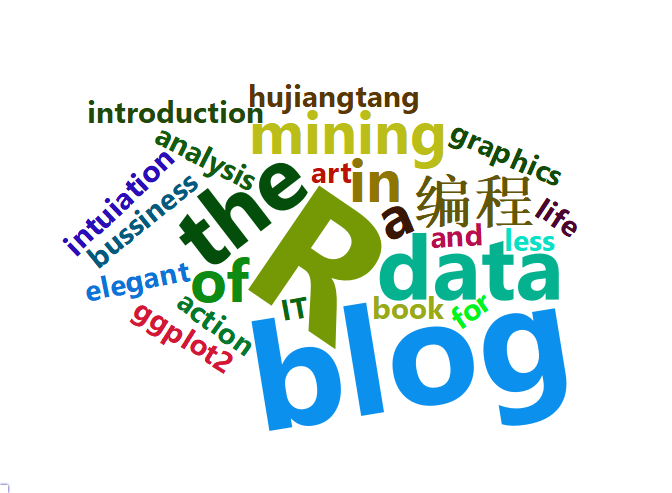 hujiangtang
introduction
mining
graphics
analysis
art
in
the
intuiation
bussiness
编程
life
a
R
and
less
data
elegant
of
IT
book
for
action
ggplot2
blog